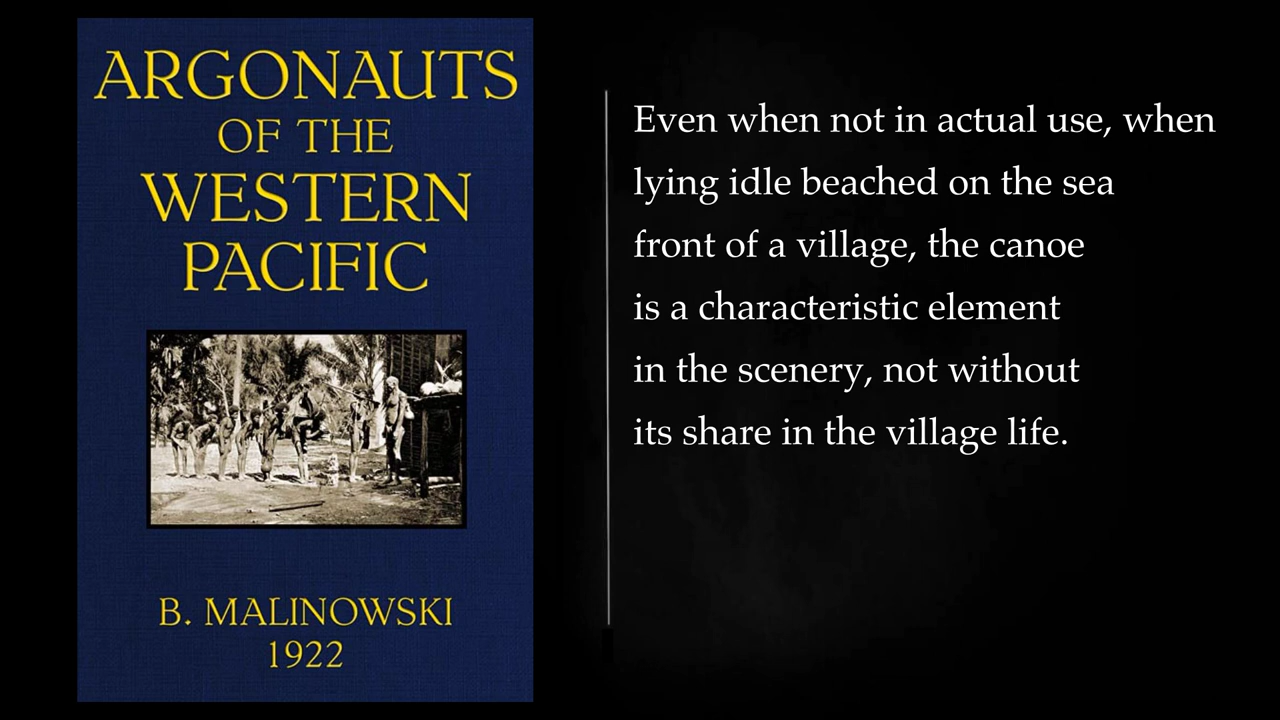 ARGONAUTS
OF THE
WESTERN
PACIFIC
B. MALINOWSKI
1922
Even when not in actual use, when
lying idle beached on the sea
front of a village, the canoe
is a characteristic element
in the scenery, not without
its share in the village life.